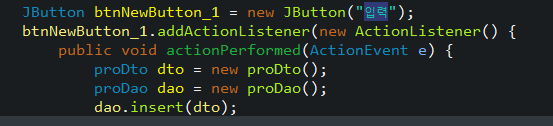 JButton btnNewButton_1 = new JButton("입력");
btnNewButton_1.addActionListener(new ActionListener() {
public void actionPerformed(ActionEvent e) {
proDto dto = new proDto();
proDao dao = new proDao();
dao.insert(dto);